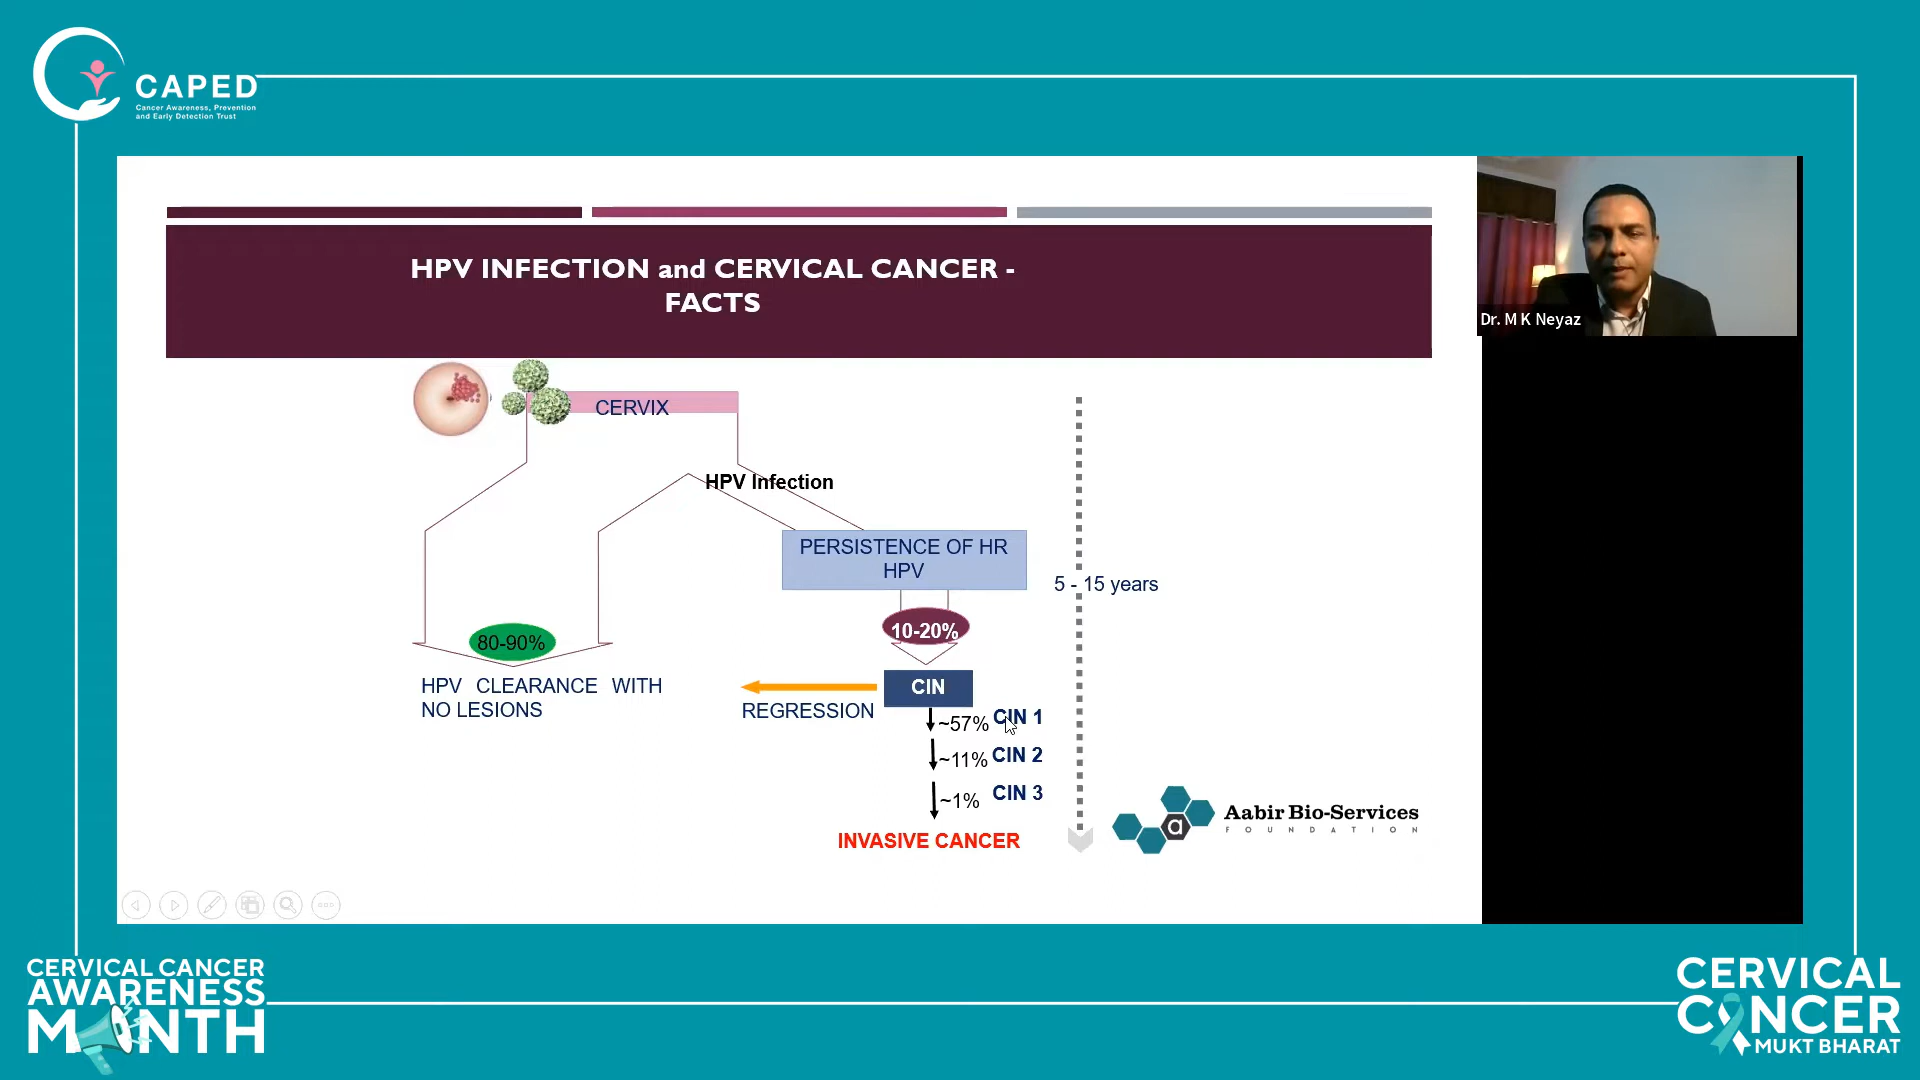 CAPED
Cancer Awareness, Prevention
and Early Detection Trust
HPV INFECTION and CERVICAL CANCER -
FACTS
Dr. M K Neyaz
CERVIX
HPV Infection
PERSISTENCE OF HR
HPV
5 - 15 years
10-20%
80-90%
HPV CLEARANCE WITH
NO LESIONS
CIN
REGRESSION
~57% CIN 1
~11% CIN 2
~1% CIN 3
INVASIVE CANCER
a
Aabir Bio-Services
FOUNDATION
CERVICAL CANCER
AWARENESS
MONTH
CERVICAL
CANCER
MUKT BHARAT